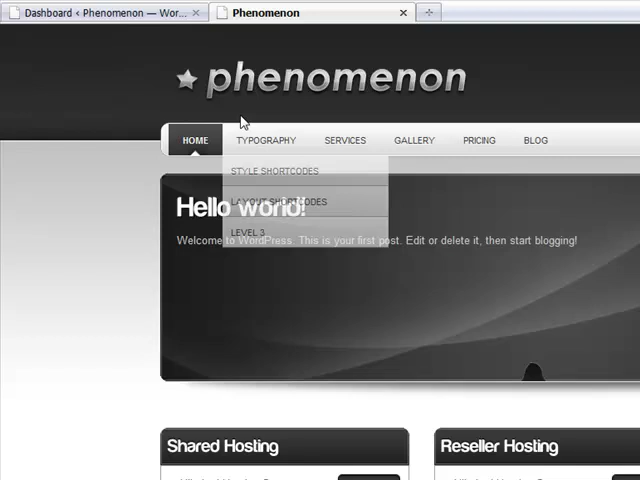 Dashboard ‹ Phenomenon — Wor...
Phenomenon
phenomenon
HOME TYPOGRAPHY SERVICES GALLERY PRICING BLOG
STYLE SHORTCODES
LAYOUT SHORTCODES
LEVEL 3
Hello world!
Welcome to WordPress. This is your first post. Edit or delete it, then start blogging!
Shared Hosting
Reseller Hosting